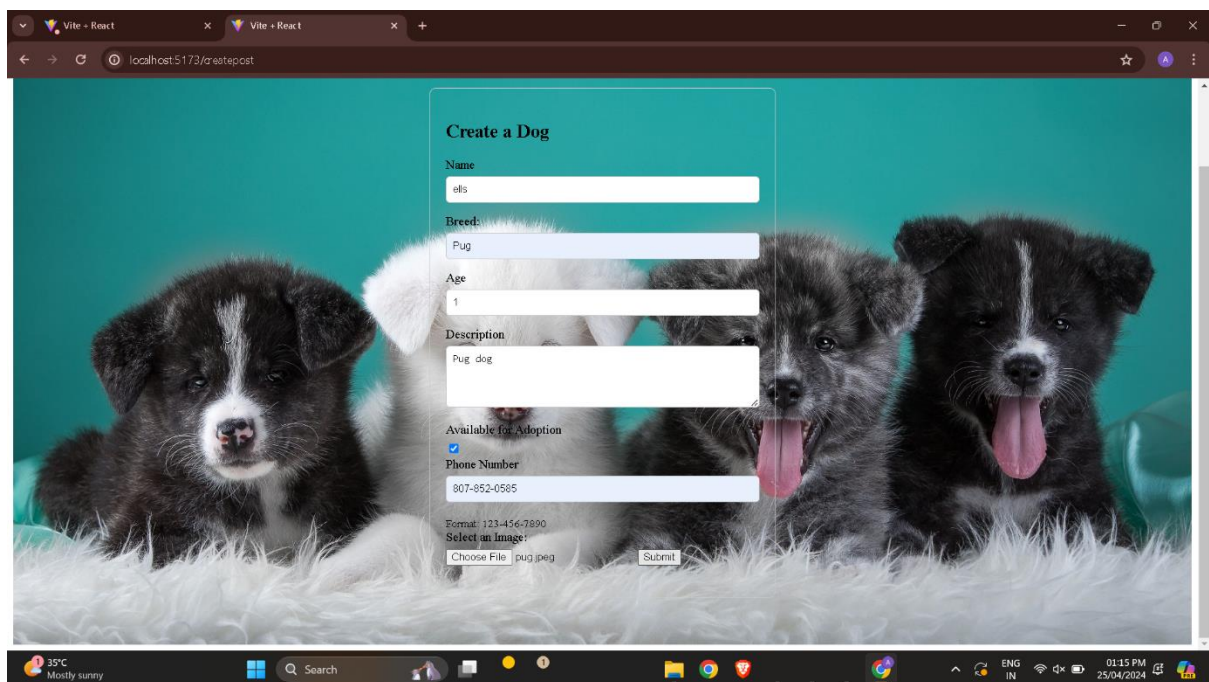 Vite + React
Vite + React
localhost:5173/createpost
A
Create a Dog
Name
ells
Breed:
Pug
Age
1
Description
Pug dog
Available for Adoption
Phone Number
807-852-0585
Format: 123-456-7890
Select an Image:
Choose File pug.jpeg Submit
1
35°C
Mostly sunny
Search
ENG
IN
01:15 PM
25/04/2024
PRE